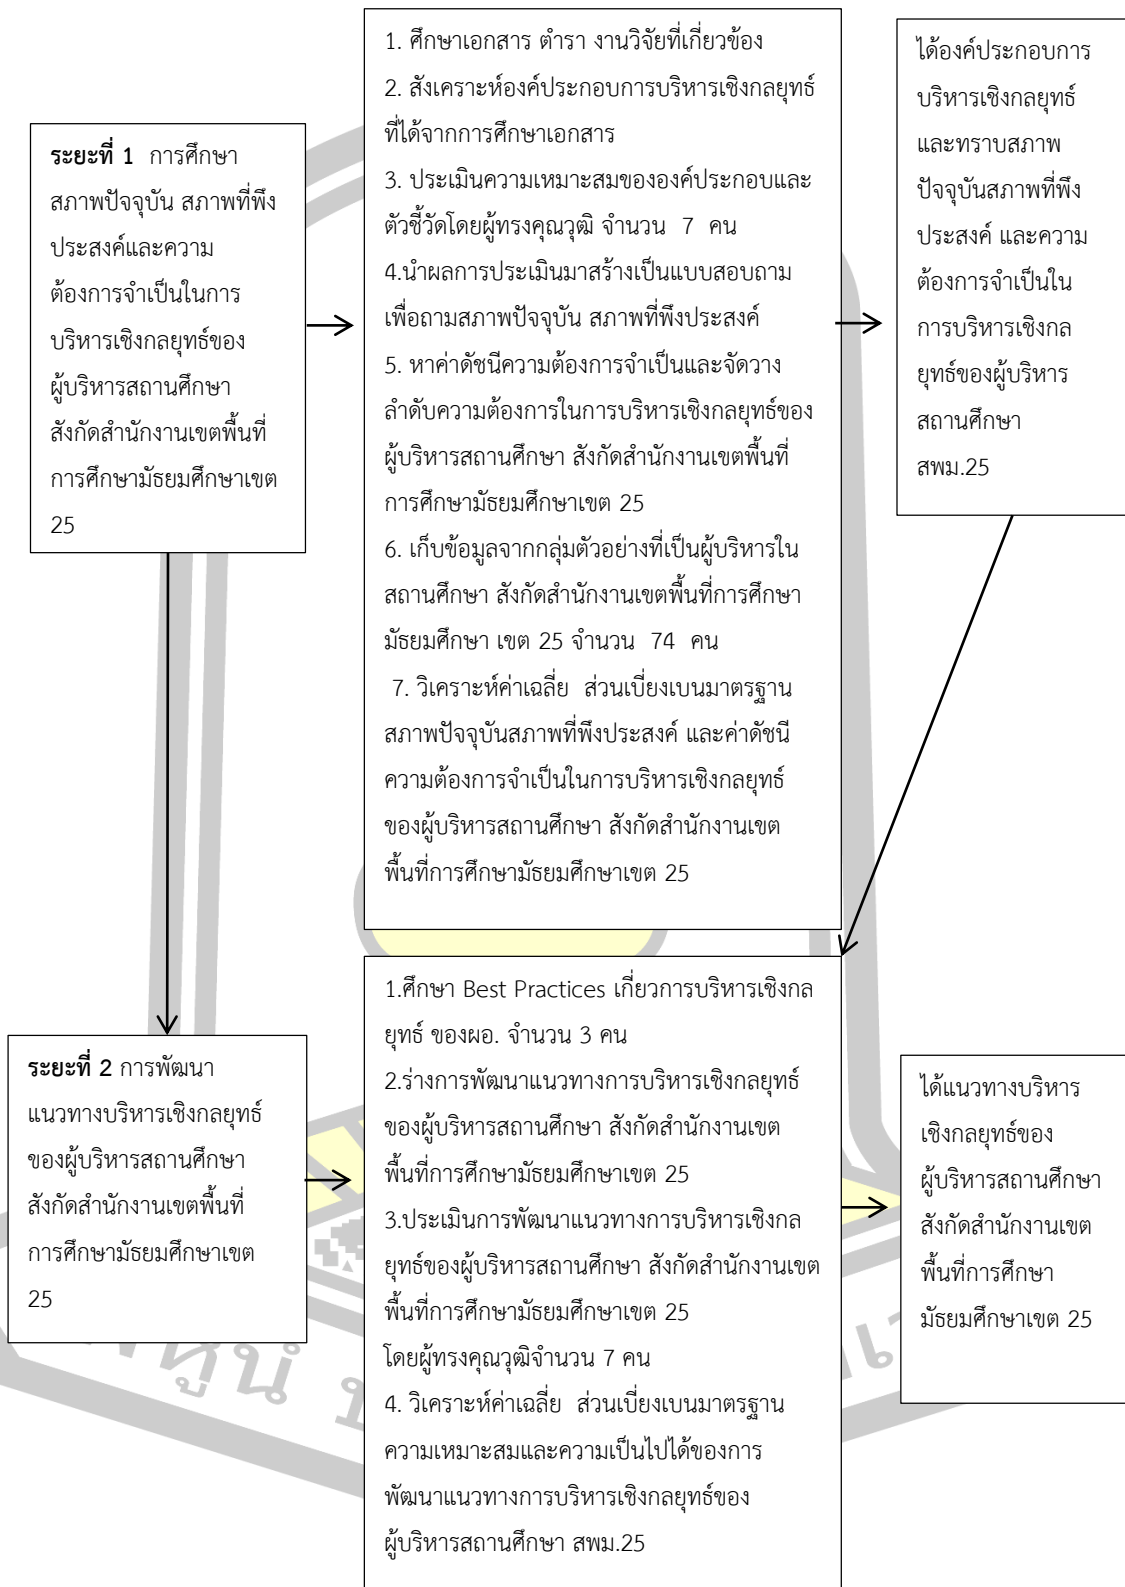 ระยะที่ 1  การศึกษา
สภาพปัจจุบัน สภาพที่พึง
ประสงค์และความ
ต้องการจำเป็นในการ
บริหารเชิงกลยุทธ์ของ
ผู้บริหารสถานศึกษา
สังกัดสำนักงานเขตพื้นที่
การศึกษามัธยมศึกษาเขต
25
1. ศึกษาเอกสาร ตำรา งานวิจัยที่เกี่ยวข้อง
2. สังเคราะห์องค์ประกอบการบริหารเชิงกลยุทธ์
ที่ได้จากการศึกษาเอกสาร
3. ประเมินความเหมาะสมขององค์ประกอบและ
ตัวชี้วัดโดยผู้ทรงคุณวุฒิ จำนวน  7  คน
4.นำผลการประเมินมาสร้างเป็นแบบสอบถาม
เพื่อถามสภาพปัจจุบัน สภาพที่พึงประสงค์
5. หาค่าดัชนีความต้องการจำเป็นและจัดวาง
ลำดับความต้องการในการบริหารเชิงกลยุทธ์ของ
ผู้บริหารสถานศึกษา สังกัดสำนักงานเขตพื้นที่
การศึกษามัธยมศึกษาเขต 25
6. เก็บข้อมูลจากกลุ่มตัวอย่างที่เป็นผู้บริหารใน
สถานศึกษา สังกัดสำนักงานเขตพื้นที่การศึกษา
มัธยมศึกษา เขต 25 จำนวน  74  คน
7. วิเคราะห์ค่าเฉลี่ย  ส่วนเบี่ยงเบนมาตรฐาน
สภาพปัจจุบันสภาพที่พึงประสงค์ และค่าดัชนี
ความต้องการจำเป็นในการบริหารเชิงกลยุทธ์
ของผู้บริหารสถานศึกษา สังกัดสำนักงานเขต
พื้นที่การศึกษามัธยมศึกษาเขต 25
ได้องค์ประกอบการ
บริหารเชิงกลยุทธ์
และทราบสภาพ
ปัจจุบันสภาพที่พึง
ประสงค์ และความ
ต้องการจำเป็นใน
การบริหารเชิงกล
ยุทธ์ของผู้บริหาร
สถานศึกษา
สพม.25
ระยะที่ 2 การพัฒนา
แนวทางบริหารเชิงกลยุทธ์
ของผู้บริหารสถานศึกษา
สังกัดสำนักงานเขตพื้นที่
การศึกษามัธยมศึกษาเขต
25
1.ศึกษา Best Practices เกี่ยวการบริหารเชิงกล
ยุทธ์ ของผอ. จำนวน 3 คน
2.ร่างการพัฒนาแนวทางการบริหารเชิงกลยุทธ์
ของผู้บริหารสถานศึกษา สังกัดสำนักงานเขต
พื้นที่การศึกษามัธยมศึกษาเขต 25
3.ประเมินการพัฒนาแนวทางการบริหารเชิงกล
ยุทธ์ของผู้บริหารสถานศึกษา สังกัดสำนักงานเขต
พื้นที่การศึกษามัธยมศึกษาเขต 25
โดยผู้ทรงคุณวุฒิจำนวน 7 คน
4. วิเคราะห์ค่าเฉลี่ย  ส่วนเบี่ยงเบนมาตรฐาน
ความเหมาะสมและความเป็นไปได้ของการ
พัฒนาแนวทางการบริหารเชิงกลยุทธ์ของ
ผู้บริหารสถานศึกษา สพม.25
ได้แนวทางบริหาร
เชิงกลยุทธ์ของ
ผู้บริหารสถานศึกษา
สังกัดสำนักงานเขต
พื้นที่การศึกษา
มัธยมศึกษาเขต 25